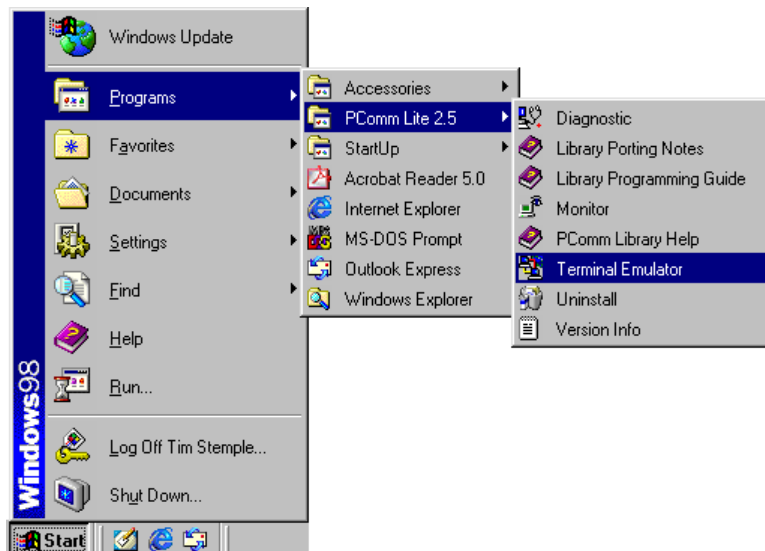 Windows Update
Programs
Favorites
Documents
Settings
Find
Help
Run...
Log Off Tim Stemple...
Shut Down...
Windows98
Start
Accessories
PComm Lite 2.5
StartUp
Acrobat Reader 5.0
Internet Explorer
MS-DOS Prompt
Outlook Express
Windows Explorer
Diagnostic
Library Porting Notes
Library Programming Guide
Monitor
PComm Library Help
Terminal Emulator
Uninstall
Version Info